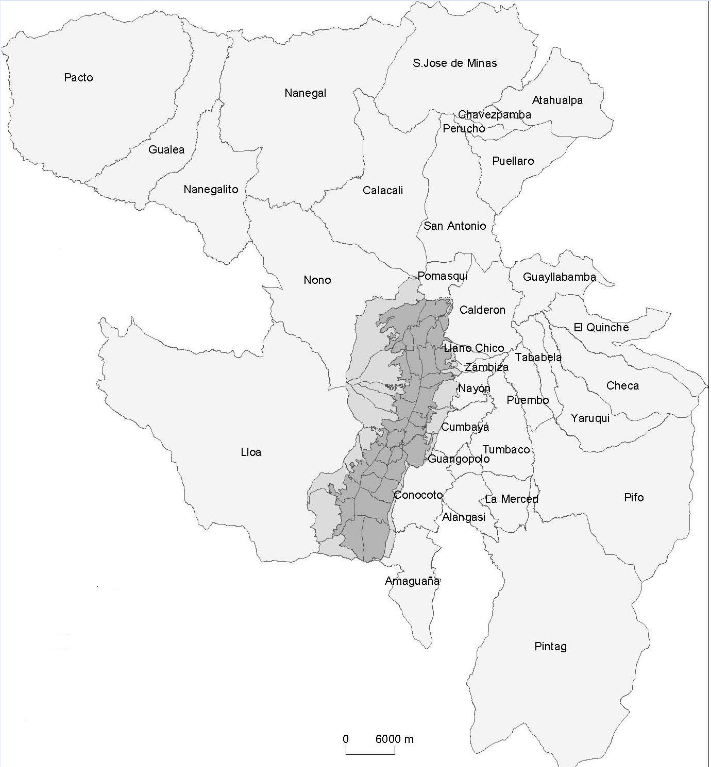 S.Jose de Minas
Pacto
Nanegal
Atahualpa
Chavezpamba
Perucho
Gualea
Puellaro
Nanegalito
Calacali
San Antonio
Pomasqui
Guayllabamba
Nono
Calderon
El Quinche
Llano Chico
Tababela
Zambiza
Checa
Nayón
Puembo
Yaruqui
Cumbayá
Lloa
Tumbaco
Guangopolo
Conocoto
La Merced
Pifo
Alangasi
Amaguaña
Pintag
0 6000 m